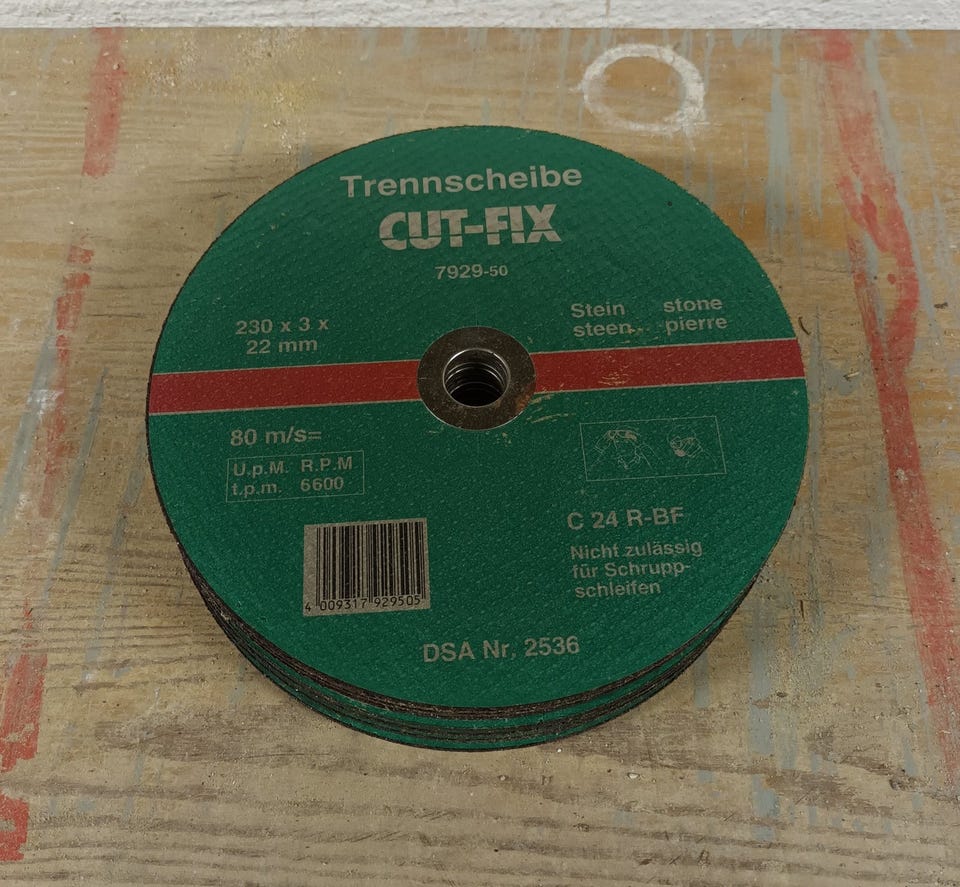 Trennscheibe
CUT-FIX
7929-50
230 x 3 x
22 mm
Stein stone
steen pierre
80 m/s=
U.p.M. R.P.M
t.p.m. 6600
C 24 R-BF
Nicht zulässig
für Schrupp-
schleifen
4 009317 929505
DSA Nr. 2536